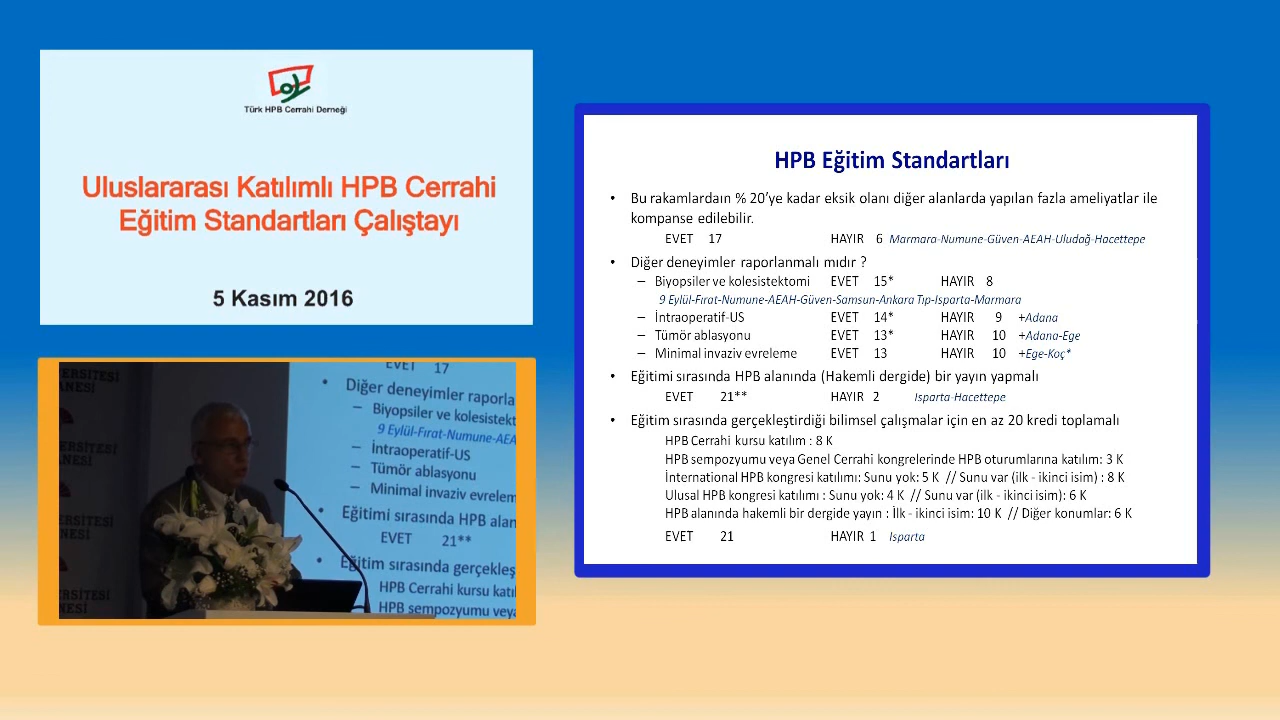 Türk HPB Cerrahi Derneği
Uluslararası Katılımlı HPB Cerrahi
Eğitim Standartları Çalıştayı
5 Kasım 2016
HPB Eğitim Standartları
• Bu rakamlardaın % 20'ye kadar eksik olanı diğer alanlarda yapılan fazla ameliyatlar ile
kompanse edilebilir.
EVET 17 HAYIR 6 Marmara-Numune-Güven-AEAH-Uludağ-Hacettepe
• Diğer deneyimler raporlanmalı mıdır ?
– Biyopsiler ve kolesistektomi EVET 15* HAYIR 8
9 Eylül-Fırat-Numune-AEAH-Güven-Samsun-Ankara Tıp-Isparta-Marmara
– İntraoperatif-US EVET 14* HAYIR 9 +Adana
– Tümör ablasyonu EVET 13* HAYIR 10 +Adana-Ege
– Minimal invaziv evreleme EVET 13 HAYIR 10 +Ege-Koç*
• Eğitimi sırasında HPB alanında (Hakemli dergide) bir yayın yapmalı
EVET 21** HAYIR 2 Isparta-Hacettepe
• Eğitim sırasında gerçekleştirdiği bilimsel çalışmalar için en az 20 kredi toplamalı
HPB Cerrahi kursu katılım : 8 K
HPB sempozyumu veya Genel Cerrahi kongrelerinde HPB oturumlarına katılım: 3 K
İnternational HPB kongresi katılımı: Sunu yok: 5 K // Sunu var (ilk - ikinci isim) : 8 K
Ulusal HPB kongresi katılımı : Sunu yok: 4 K // Sunu var (ilk - ikinci isim): 6 K
HPB alanında hakemli bir dergide yayın : İlk - ikinci isim: 10 K // Diğer konumlar: 6 K
EVET 21 HAYIR 1 Isparta
EVET 17
• Diğer deneyimler raporla
– Biyopsiler ve kolesistekt
9 Eylül-Fırat-Numune-AEA
– İntraoperatif-US
– Tümör ablasyonu
– Minimal invaziv evrelem
• Eğitimi sırasında HPB alan
EVET 21**
• Eğitim sırasında gerçekleş
HPB Cerrahi kursu katıl
HPB sempozyumu veya